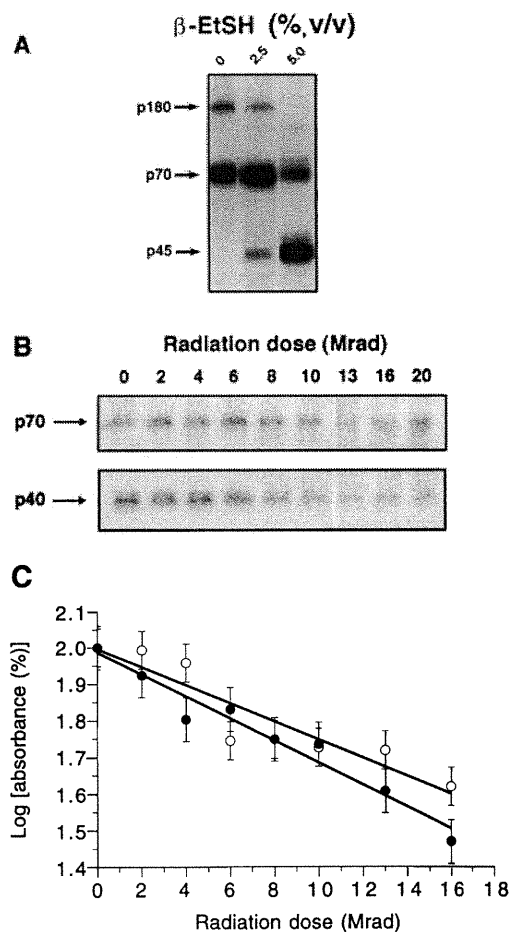 β-EtSH (%, v/v)
A
0 2.5 5.0
p180
p70
p45
B
Radiation dose (Mrad)
0 2 4 6 8 10 13 16 20
p70
p40
C
Log [absorbance (%)]
2.1
2.0
1.9
1.8
1.7
1.6
1.5
1.4
0 2 4 6 8 10 12 14 16 18
Radiation dose (Mrad)